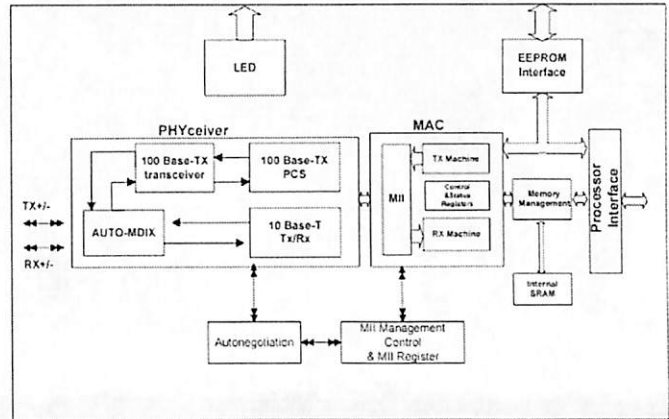 LED
EEPROM
Interface
PHYceiver
MAC
100 Base-TX
transceiver
100 Base-TX
PCS
MII
TX Machine
Control
&Status
Registers
RX Machine
Memory
Management
Processor
Interface
TX+/-
AUTO-MDIX
10 Base-T
Tx/Rx
RX+/-
Internal
SRAM
Autonegotiation
MII Management
Control
& MII Register